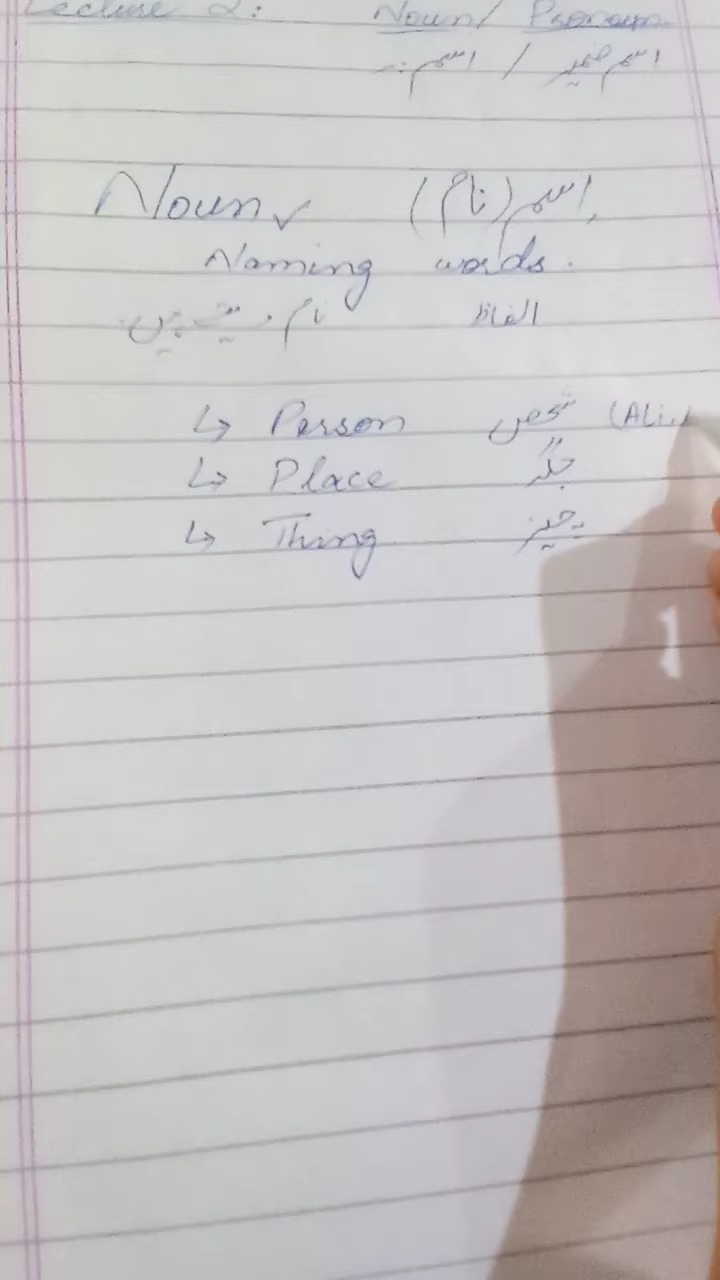 Lecture 2: Noun/ Pronoun
اسم / اسم ضمیر
Noun✓ اسم (نام)
Naming words.
نام دیتے ہیں الفاظ
↳ Person شخص (ALi,
↳ Place جگہ
↳ Thing چیز